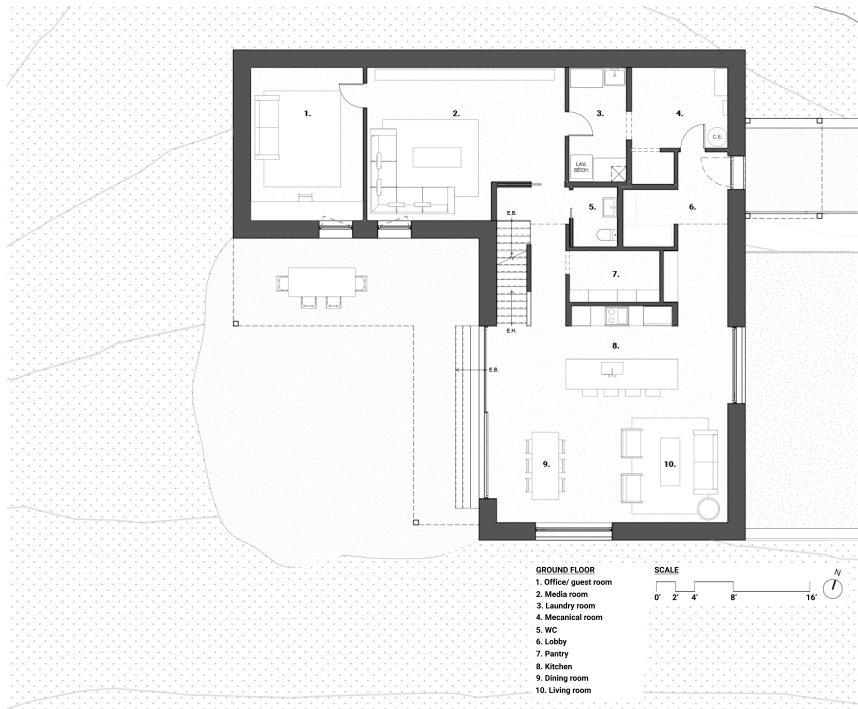 1.
2.
3.
4.
C.E.
LAV.
SÉCH.
5.
6.
E.B.
7.
E.H.
8.
E.B.
9.
10.
GROUND FLOOR
1. Office/ guest room
2. Media room
3. Laundry room
4. Mecanical room
5. WC
6. Lobby
7. Pantry
8. Kitchen
9. Dining room
10. Living room
SCALE
0' 2' 4' 8' 16'
N